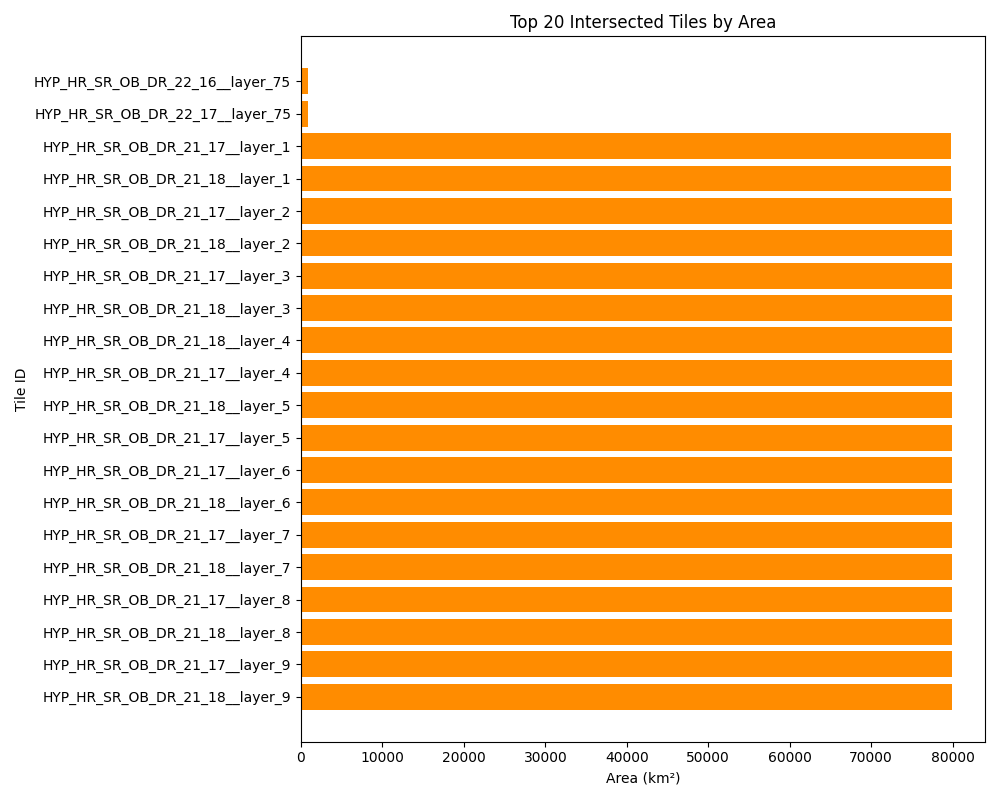 Top 20 Intersected Tiles by Area
HYP_HR_SR_OB_DR_22_16__layer_75
HYP_HR_SR_OB_DR_22_17__layer_75
HYP_HR_SR_OB_DR_21_17__layer_1
HYP_HR_SR_OB_DR_21_18__layer_1
HYP_HR_SR_OB_DR_21_17__layer_2
HYP_HR_SR_OB_DR_21_18__layer_2
HYP_HR_SR_OB_DR_21_17__layer_3
HYP_HR_SR_OB_DR_21_18__layer_3
HYP_HR_SR_OB_DR_21_18__layer_4
HYP_HR_SR_OB_DR_21_17__layer_4
HYP_HR_SR_OB_DR_21_18__layer_5
HYP_HR_SR_OB_DR_21_17__layer_5
HYP_HR_SR_OB_DR_21_17__layer_6
HYP_HR_SR_OB_DR_21_18__layer_6
HYP_HR_SR_OB_DR_21_17__layer_7
HYP_HR_SR_OB_DR_21_18__layer_7
HYP_HR_SR_OB_DR_21_17__layer_8
HYP_HR_SR_OB_DR_21_18__layer_8
HYP_HR_SR_OB_DR_21_17__layer_9
HYP_HR_SR_OB_DR_21_18__layer_9
Tile ID
0 10000 20000 30000 40000 50000 60000 70000 80000
Area (km²)